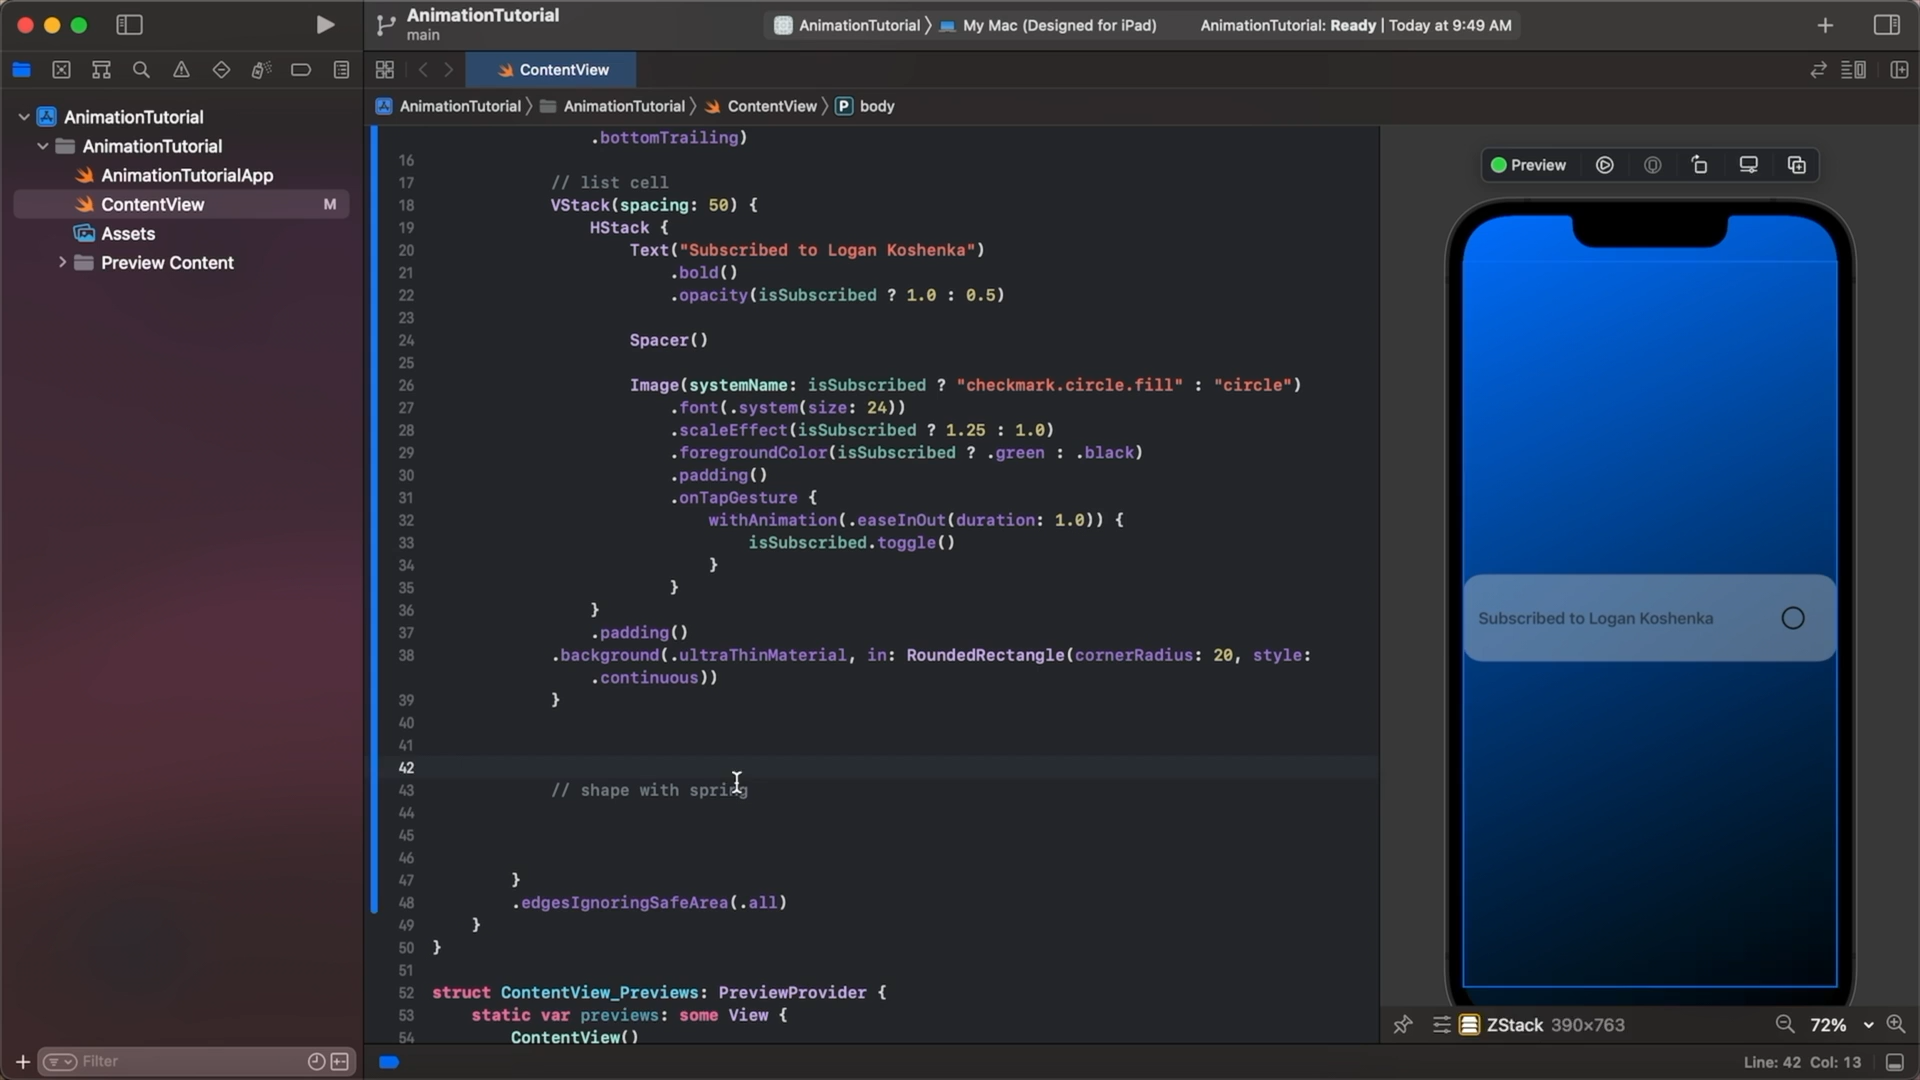 AnimationTutorial
main
AnimationTutorial 〉 My Mac (Designed for iPad)
AnimationTutorial: Ready | Today at 9:49 AM
ContentView
AnimationTutorial 〉 AnimationTutorial 〉 ContentView 〉 P body
AnimationTutorial
AnimationTutorial
AnimationTutorialApp
ContentView M
Assets
Preview Content
.bottomTrailing)
16
17 // list cell
18 VStack(spacing: 50) {
19 HStack {
20 Text("Subscribed to Logan Koshenka")
21 .bold()
22 .opacity(isSubscribed ? 1.0 : 0.5)
23
24 Spacer()
25
26 Image(systemName: isSubscribed ? "checkmark.circle.fill" : "circle")
27 .font(.system(size: 24))
28 .scaleEffect(isSubscribed ? 1.25 : 1.0)
29 .foregroundColor(isSubscribed ? .green : .black)
30 .padding()
31 .onTapGesture {
32 withAnimation(.easeInOut(duration: 1.0)) {
33 isSubscribed.toggle()
34 }
35 }
36 }
37 .padding()
38 .background(.ultraThinMaterial, in: RoundedRectangle(cornerRadius: 20, style:
.continuous))
39 }
40
41
42
43 // shape with spring
44
45
46
47 }
48 .edgesIgnoringSafeArea(.all)
49 }
50 }
51
52 struct ContentView_Previews: PreviewProvider {
53 static var previews: some View {
54 ContentView()
Preview
Subscribed to Logan Koshenka
ZStack 390×763
72%
Filter
Line: 42 Col: 13